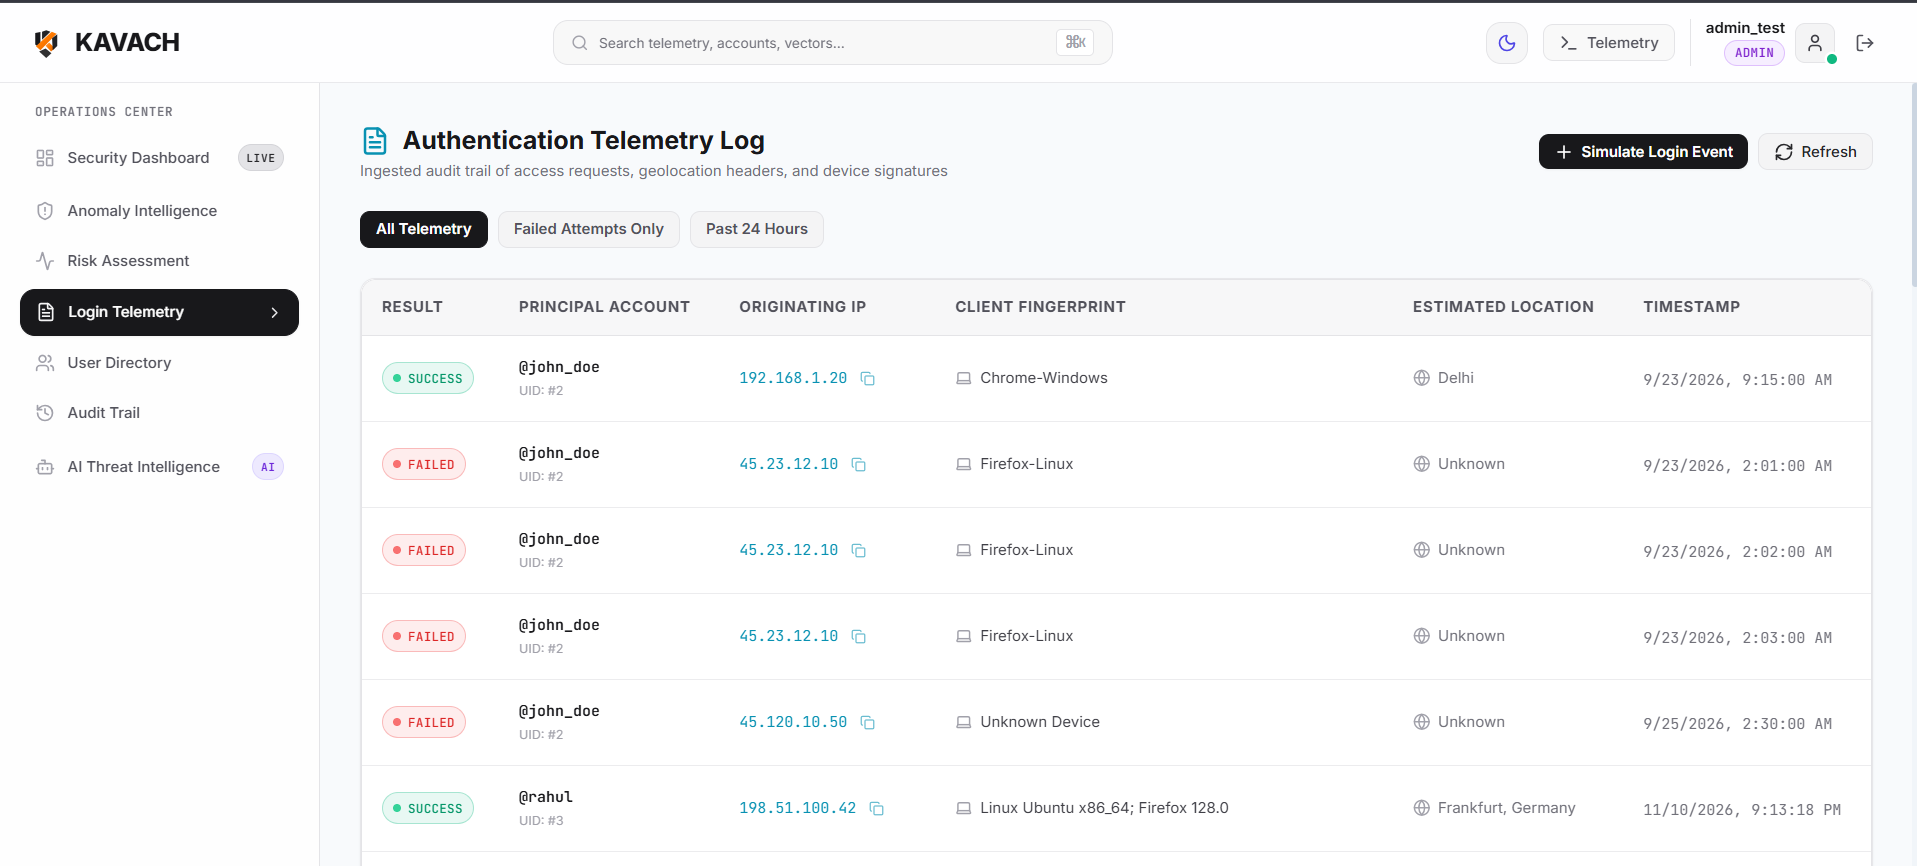 KAVACH
Search telemetry, accounts, vectors...
⌘K
Telemetry
admin_test
ADMIN
OPERATIONS CENTER
Security Dashboard LIVE
Anomaly Intelligence
Risk Assessment
Login Telemetry
User Directory
Audit Trail
AI Threat Intelligence AI
Authentication Telemetry Log
Ingested audit trail of access requests, geolocation headers, and device signatures
Simulate Login Event
Refresh
All Telemetry Failed Attempts Only Past 24 Hours
RESULT PRINCIPAL ACCOUNT ORIGINATING IP CLIENT FINGERPRINT ESTIMATED LOCATION TIMESTAMP
SUCCESS @john_doe 192.168.1.20 Chrome-Windows Delhi 9/23/2026, 9:15:00 AM
UID: #2
FAILED @john_doe 45.23.12.10 Firefox-Linux Unknown 9/23/2026, 2:01:00 AM
UID: #2
FAILED @john_doe 45.23.12.10 Firefox-Linux Unknown 9/23/2026, 2:02:00 AM
UID: #2
FAILED @john_doe 45.23.12.10 Firefox-Linux Unknown 9/23/2026, 2:03:00 AM
UID: #2
FAILED @john_doe 45.120.10.50 Unknown Device Unknown 9/25/2026, 2:30:00 AM
UID: #2
SUCCESS @rahul 198.51.100.42 Linux Ubuntu x86_64; Firefox 128.0 Frankfurt, Germany 11/10/2026, 9:13:18 PM
UID: #3